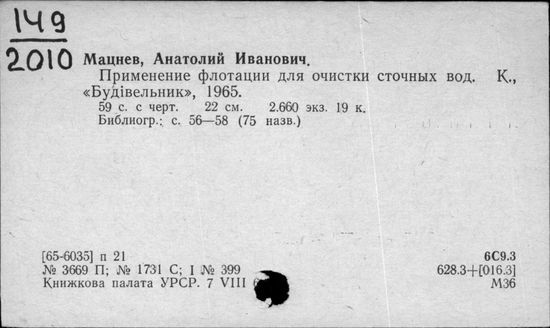 149
2010
Мацнев, Анатолий Иванович.
Применение флотации для очистки сточных вод. К.,
«Будівельник», 1965.
59 с. с черт. 22 см. 2.660 экз. 19 к.
Библиогр.: с. 56—58 (75 назв.)
[65-6035] п 21
№ 3669 П; № 1731 С; I № 399
Книжкова палата УРСР. 7 VIII
6С9.3
628.3+[016.3]
М36